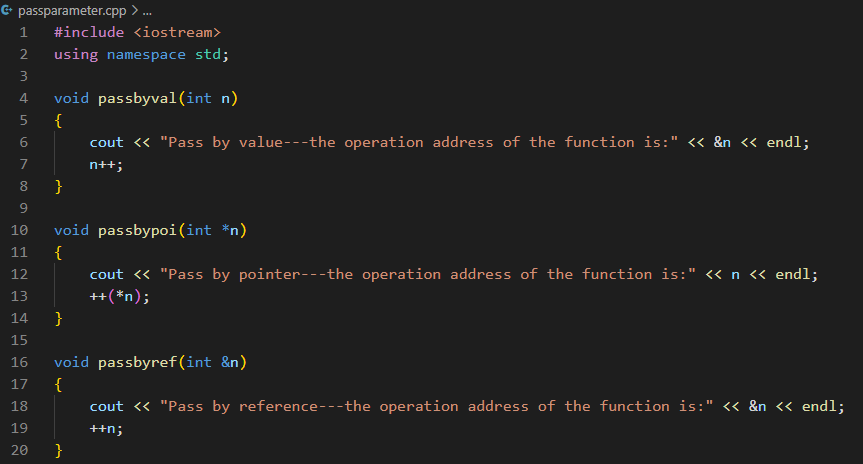 passparameter.cpp > ...
1 #include <iostream>
2 using namespace std;
3
4 void passbyval(int n)
5 {
6     cout << "Pass by value---the operation address of the function is:" << &n << endl;
7     n++;
8 }
9
10 void passbypoi(int *n)
11 {
12     cout << "Pass by pointer---the operation address of the function is:" << n << endl;
13     ++(*n);
14 }
15
16 void passbyref(int &n)
17 {
18     cout << "Pass by reference---the operation address of the function is:" << &n << endl;
19     ++n;
20 }